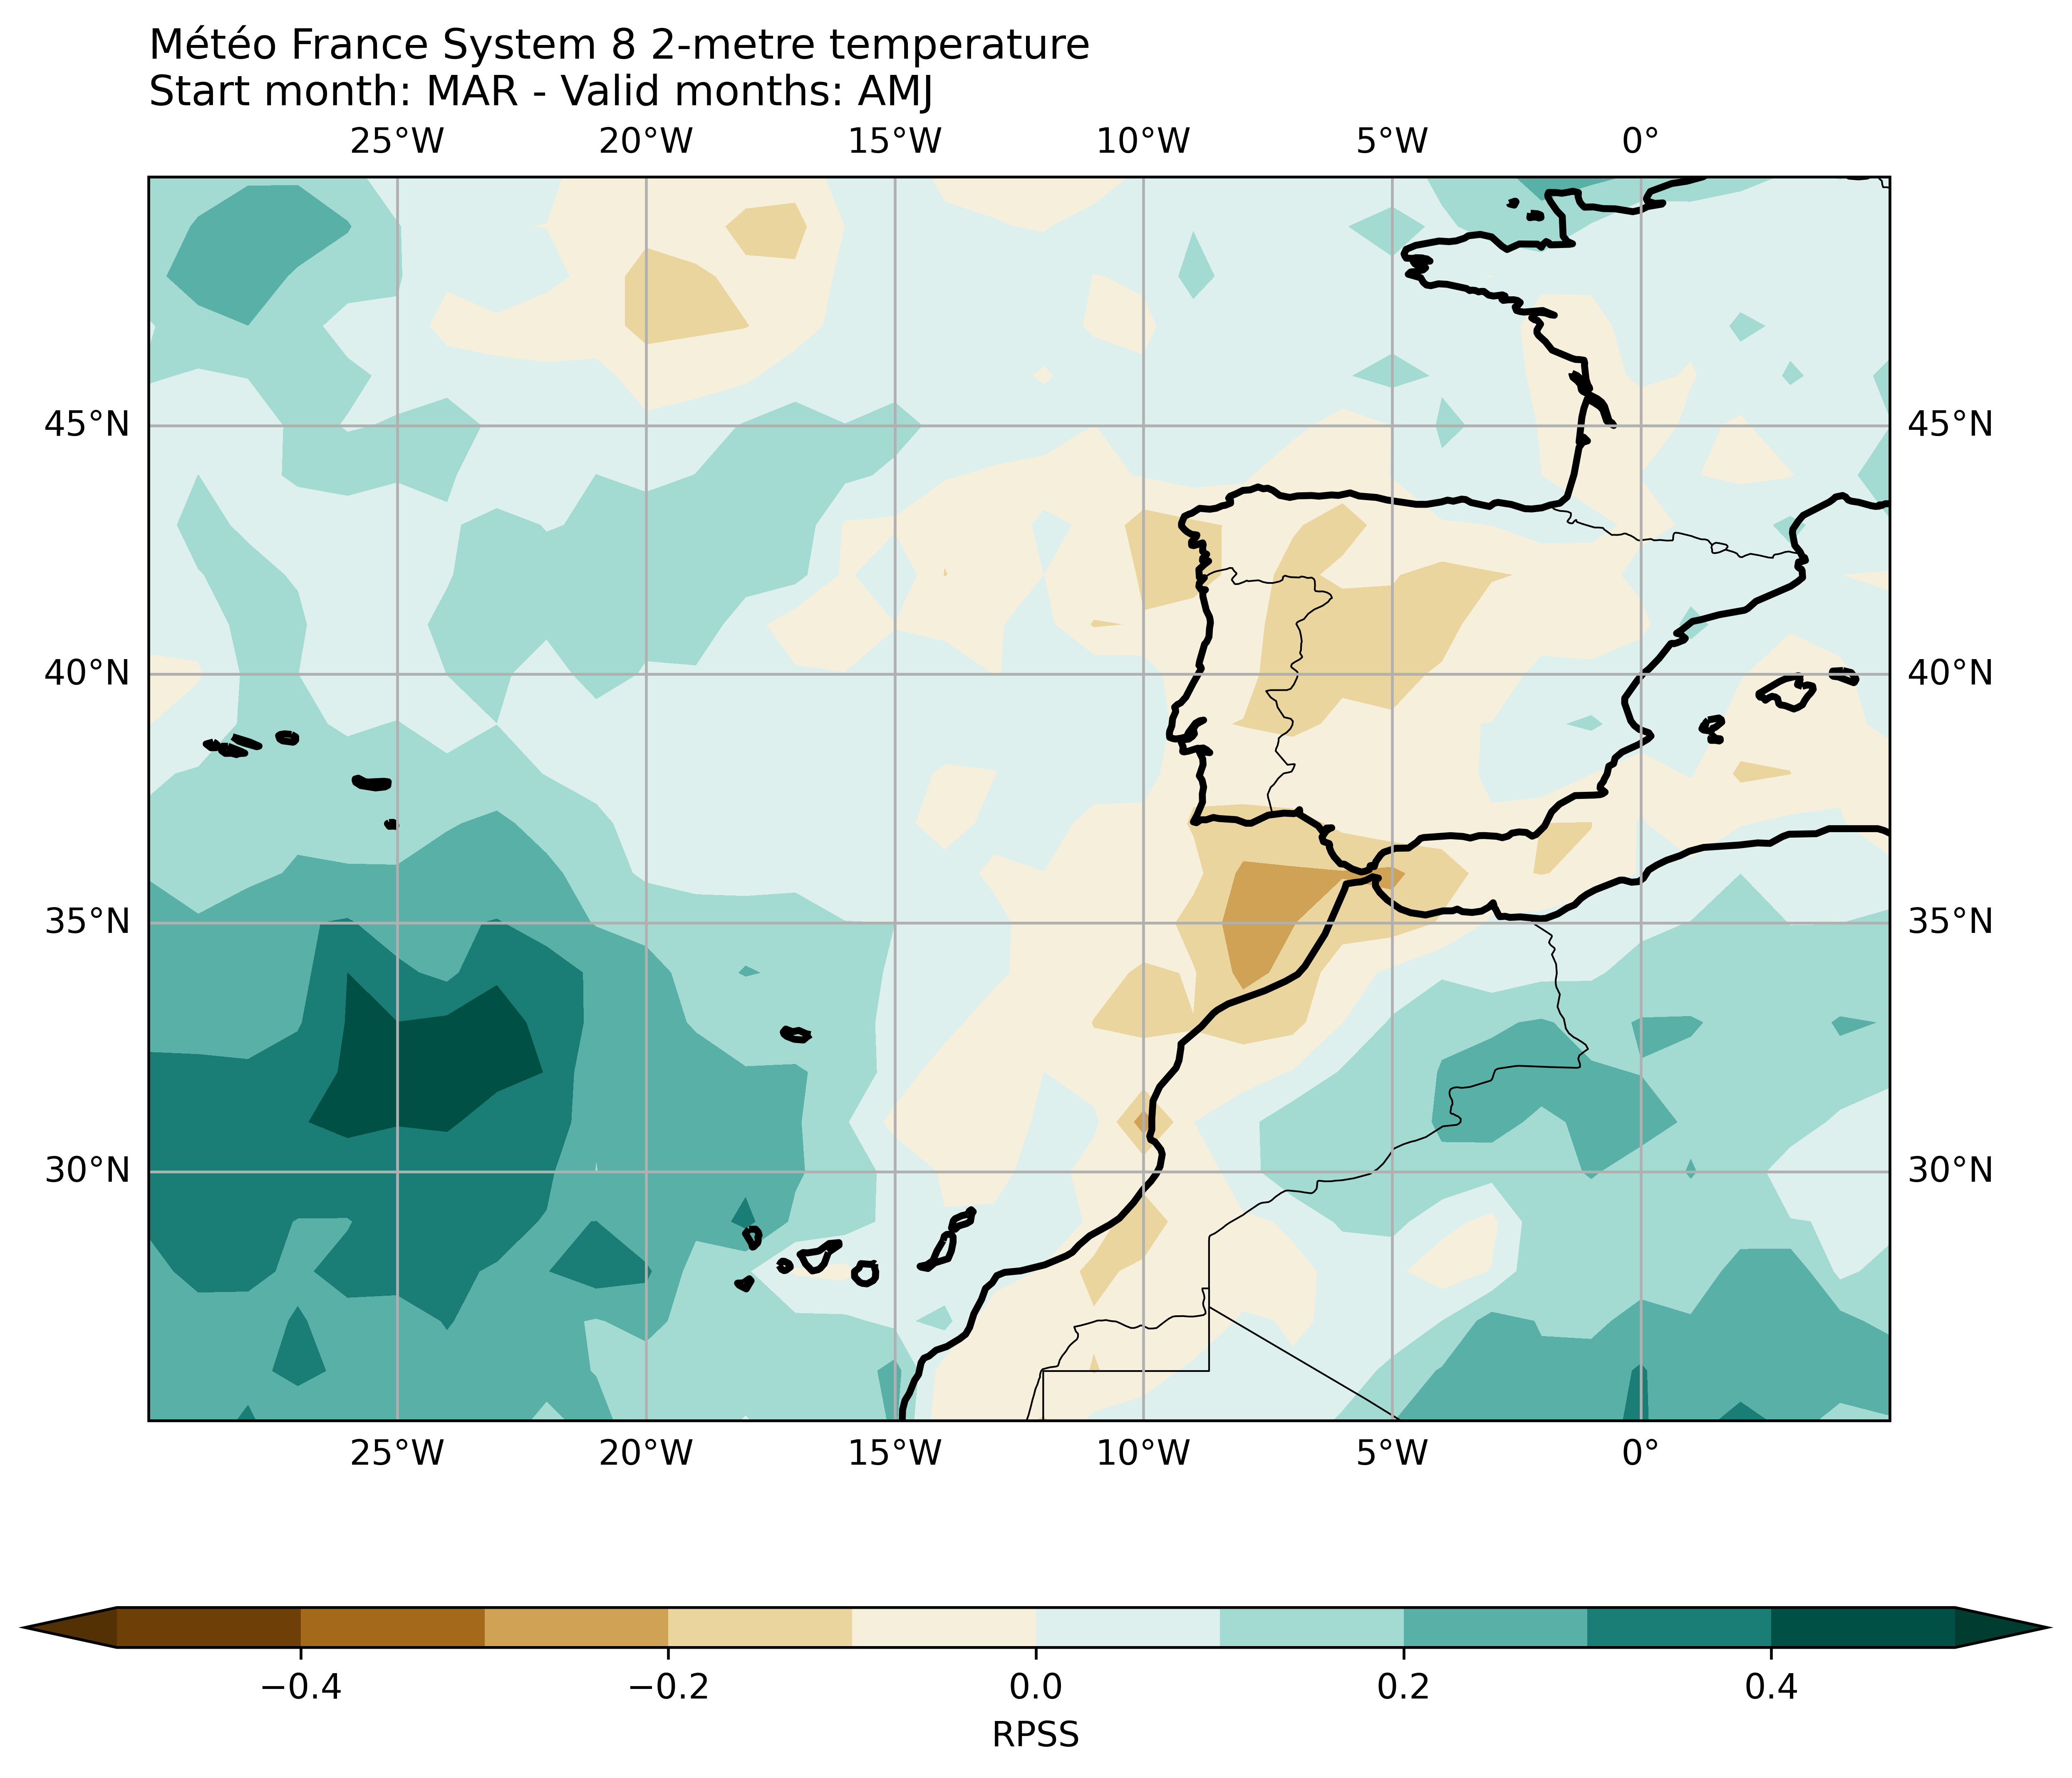 Météo France System 8 2-metre temperature
Start month: MAR - Valid months: AMJ
25°W 20°W 15°W 10°W 5°W 0°
45°N 45°N
40°N 40°N
35°N 35°N
30°N 30°N
25°W 20°W 15°W 10°W 5°W 0°
−0.4 −0.2 0.0 0.2 0.4
RPSS